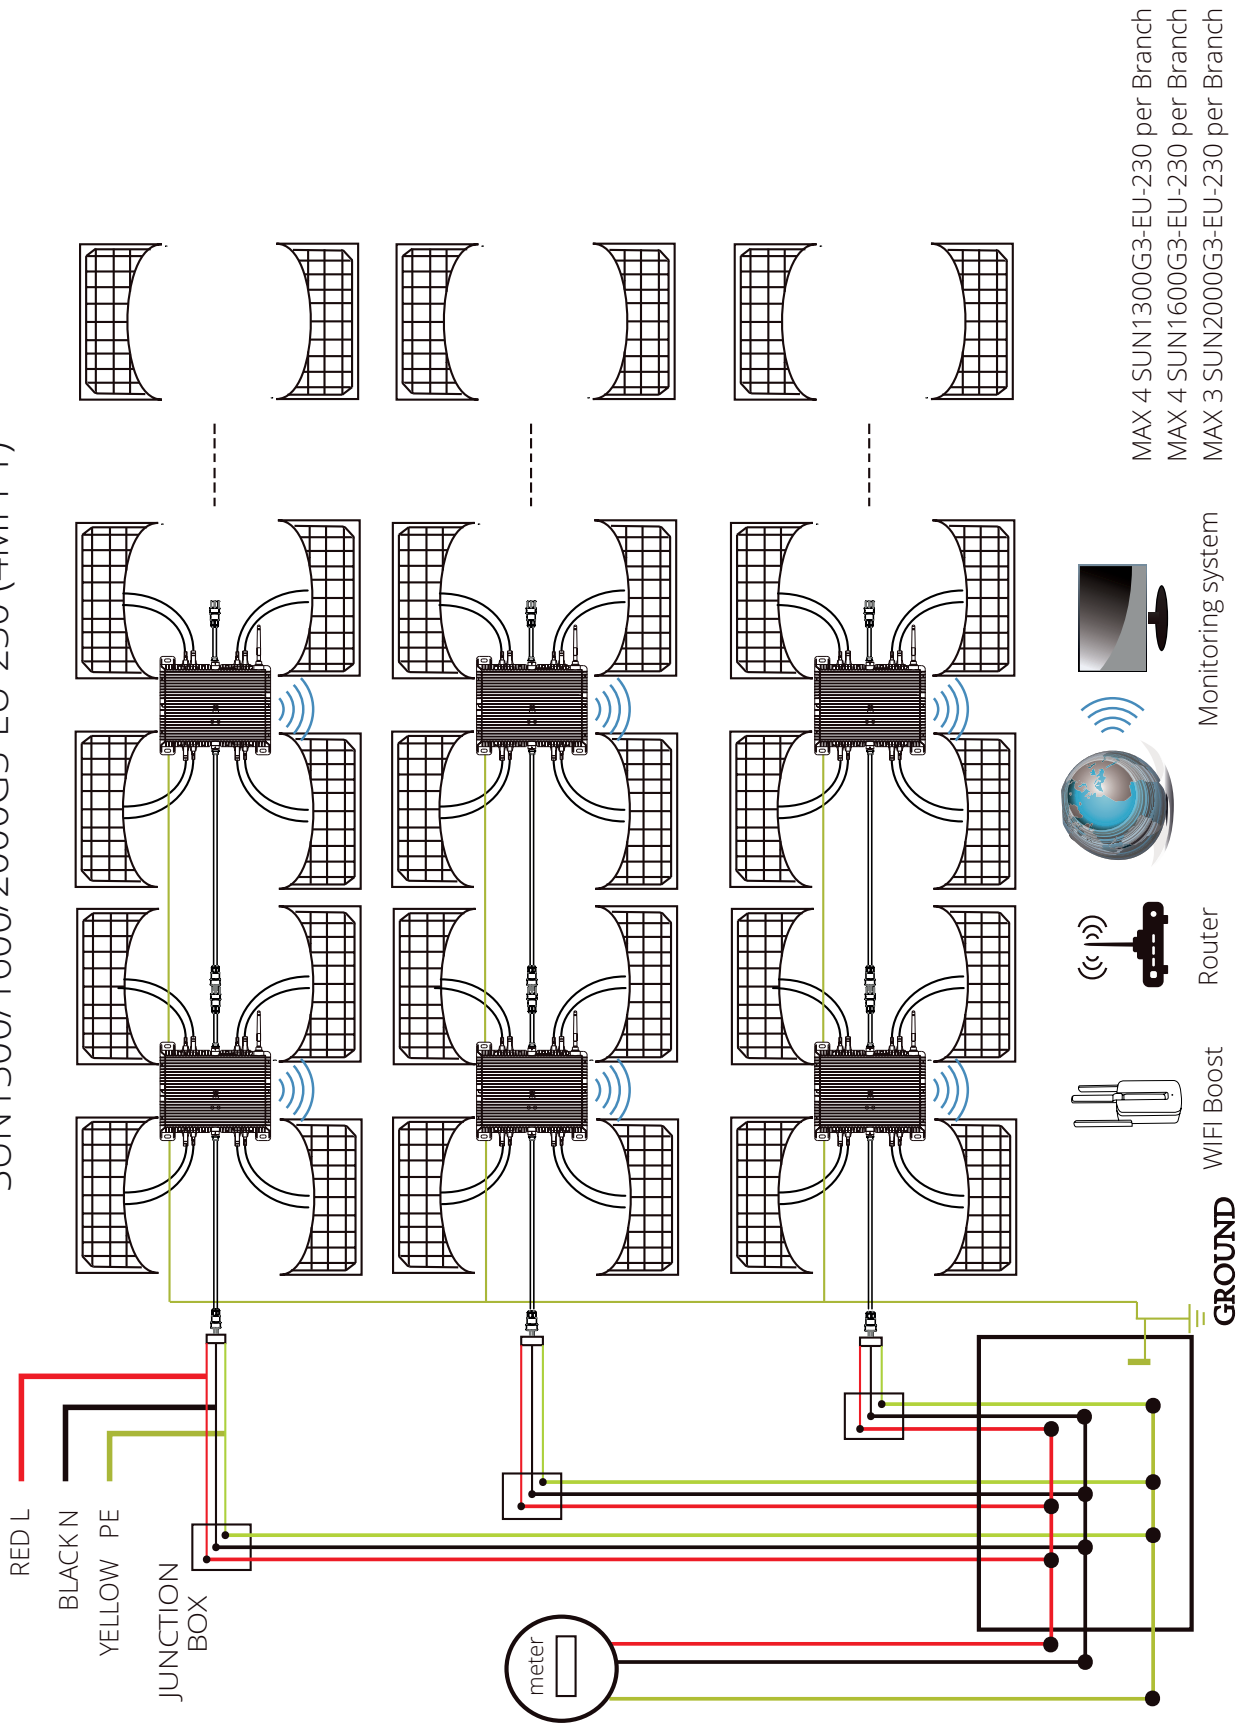 RED L
BLACK N
YELLOW PE
JUNCTION
BOX
meter
GROUND
WIFI Boost
Router
Monitoring system
MAX 4 SUN1300G3-EU-230 per Branch
MAX 4 SUN1600G3-EU-230 per Branch
MAX 3 SUN2000G3-EU-230 per Branch